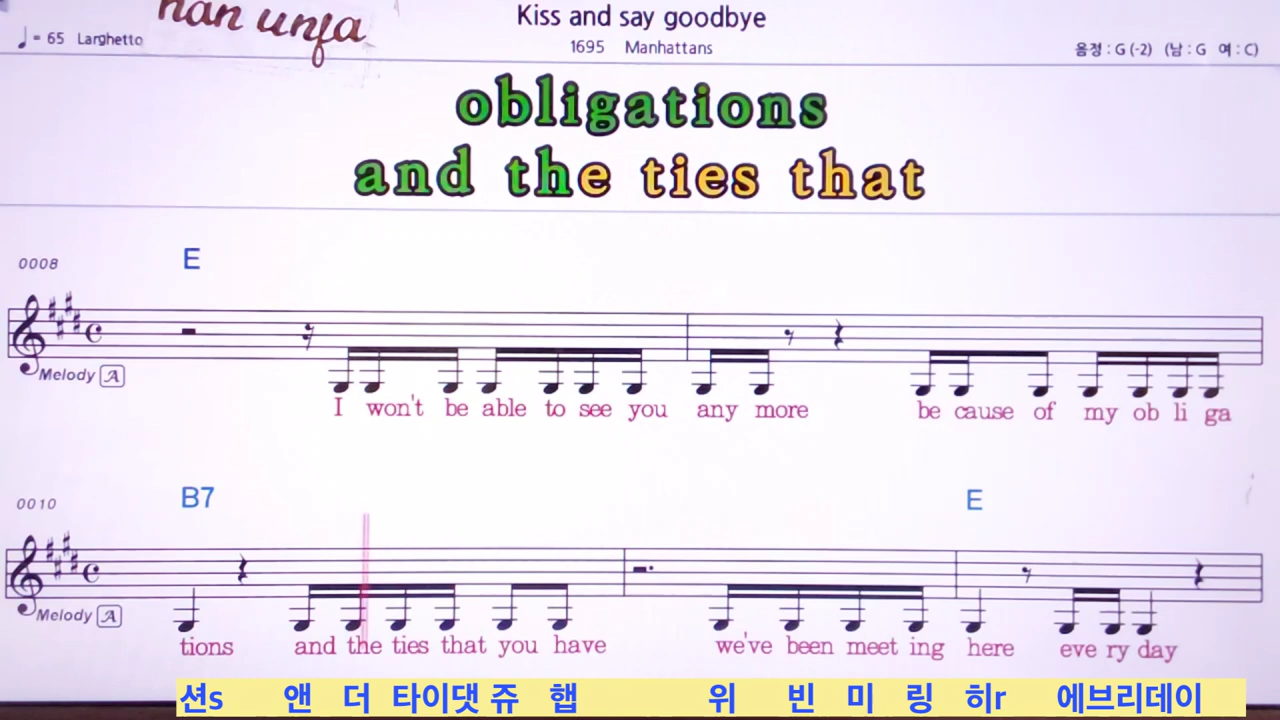 han unfa
Kiss and say goodbye
♩= 65 Larghetto
1695 Manhattans
음정 : G (-2) (남 : G 여 : C)
obligations
and the ties that
0008
E
Melody A
I won't be able to see you any more be cause of my ob li ga
0010
B7 E
Melody A
tions and the ties that you have we've been meet ing here eve ry day
션s 앤 더 타이댓 쥬 햅 위 빈 미 링 히r 에브리데이